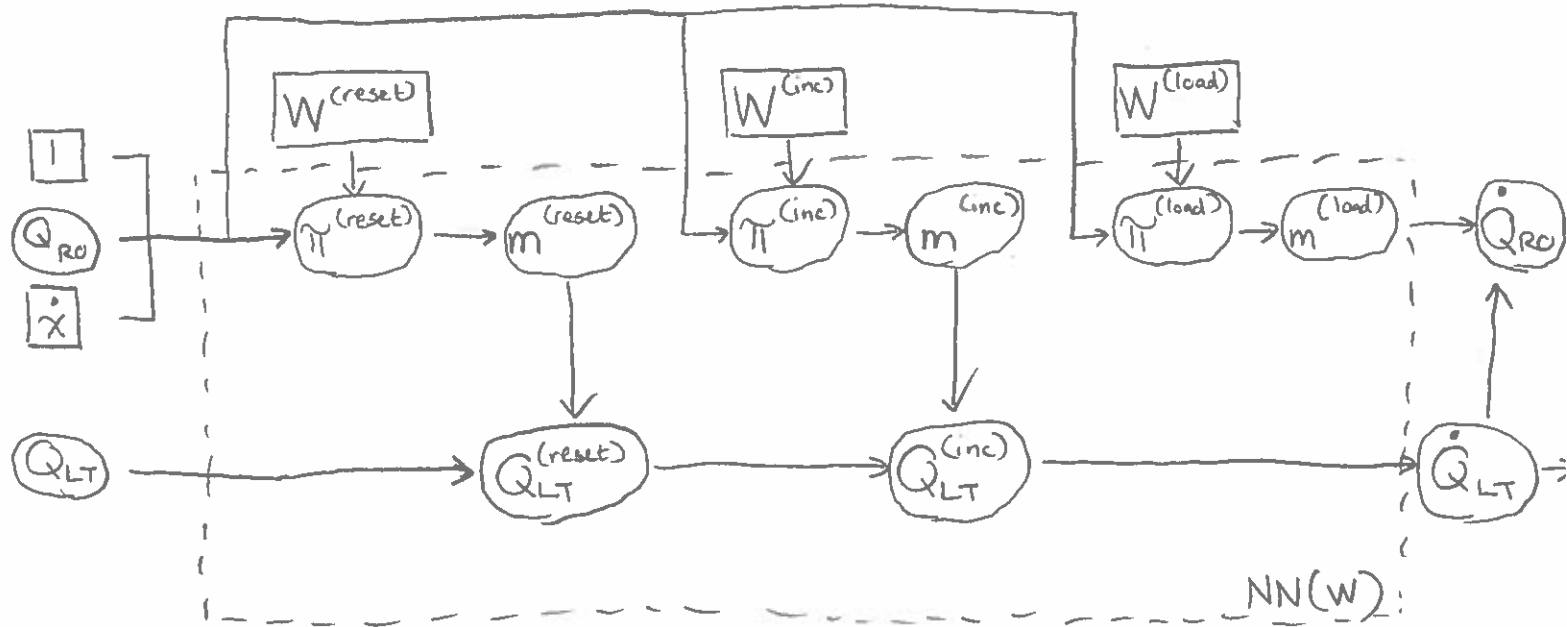 W^(reset)
W^(inc)
W^(load)
1
Q_RO
ẋ
π^(reset)
m^(reset)
π^(inc)
m^(inc)
π^(load)
m^(load)
Q̇_RO
Q_LT
Q_LT^(reset)
Q_LT^(inc)
Q̇_LT
NN(W)